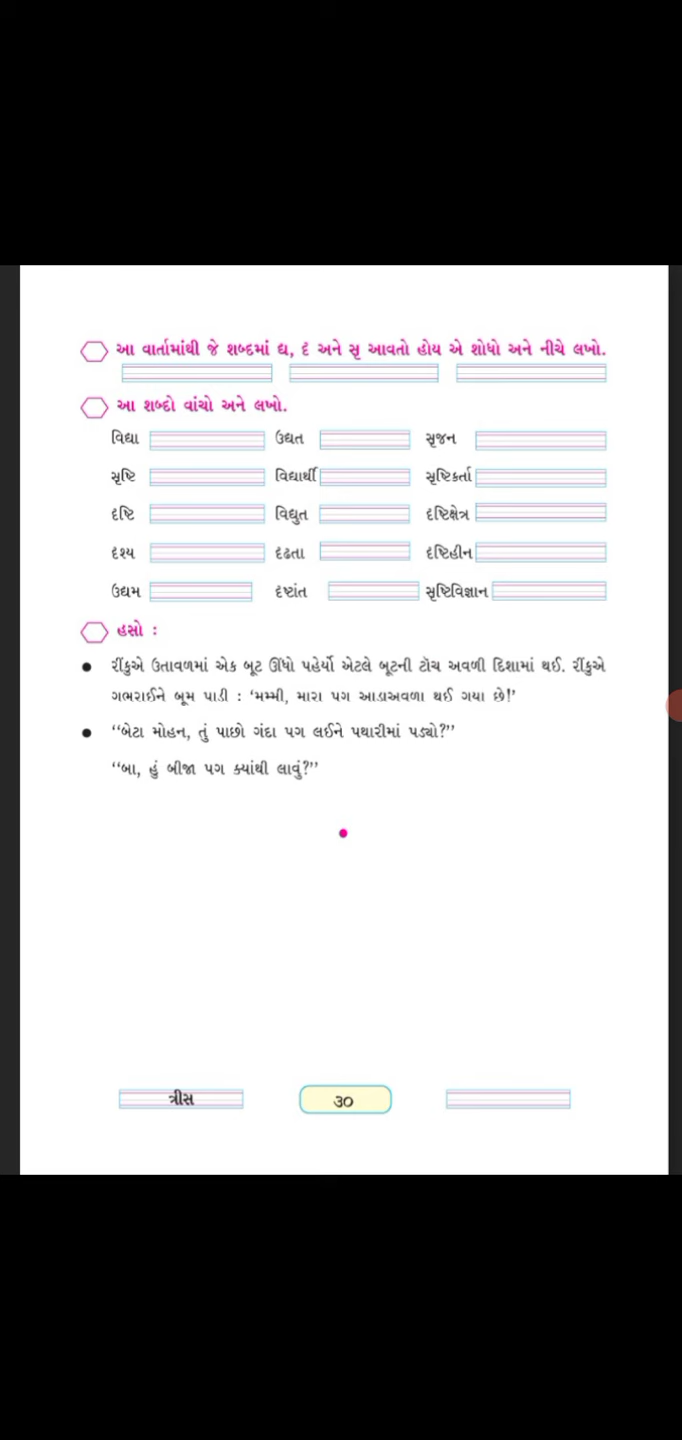 આ વાર્તામાંથી જે શબ્દમાં દ્ય, દૃ અને સૃ આવતો હોય એ શોધો અને નીચે લખો.
આ શબ્દો વાંચો અને લખો.
વિદ્યા ઉદ્યત સૃજન
સૃષ્ટિ વિદ્યાર્થી સૃષ્ટિકર્તા
દૃષ્ટિ વિદ્યુત દૃષ્ટિક્ષેત્ર
દૃશ્ય દૃઢતા દૃષ્ટિહીન
ઉદ્યમ દૃષ્ટાંત સૃષ્ટિવિજ્ઞાન
હસો :
● રીંકુએ ઉતાવળમાં એક બૂટ ઊંધો પહેર્યો એટલે બૂટની ટૉચ અવળી દિશામાં થઈ. રીંકુએ
ગભરાઈને બૂમ પાડી : ‘મમ્મી, મારા પગ આડાઅવળા થઈ ગયા છે!’
● ‘‘બેટા મોહન, તું પાછો ગંદા પગ લઈને પથારીમાં પડ્યો?’’
‘‘બા, હું બીજા પગ ક્યાંથી લાવું?’’
ત્રીસ ૩૦